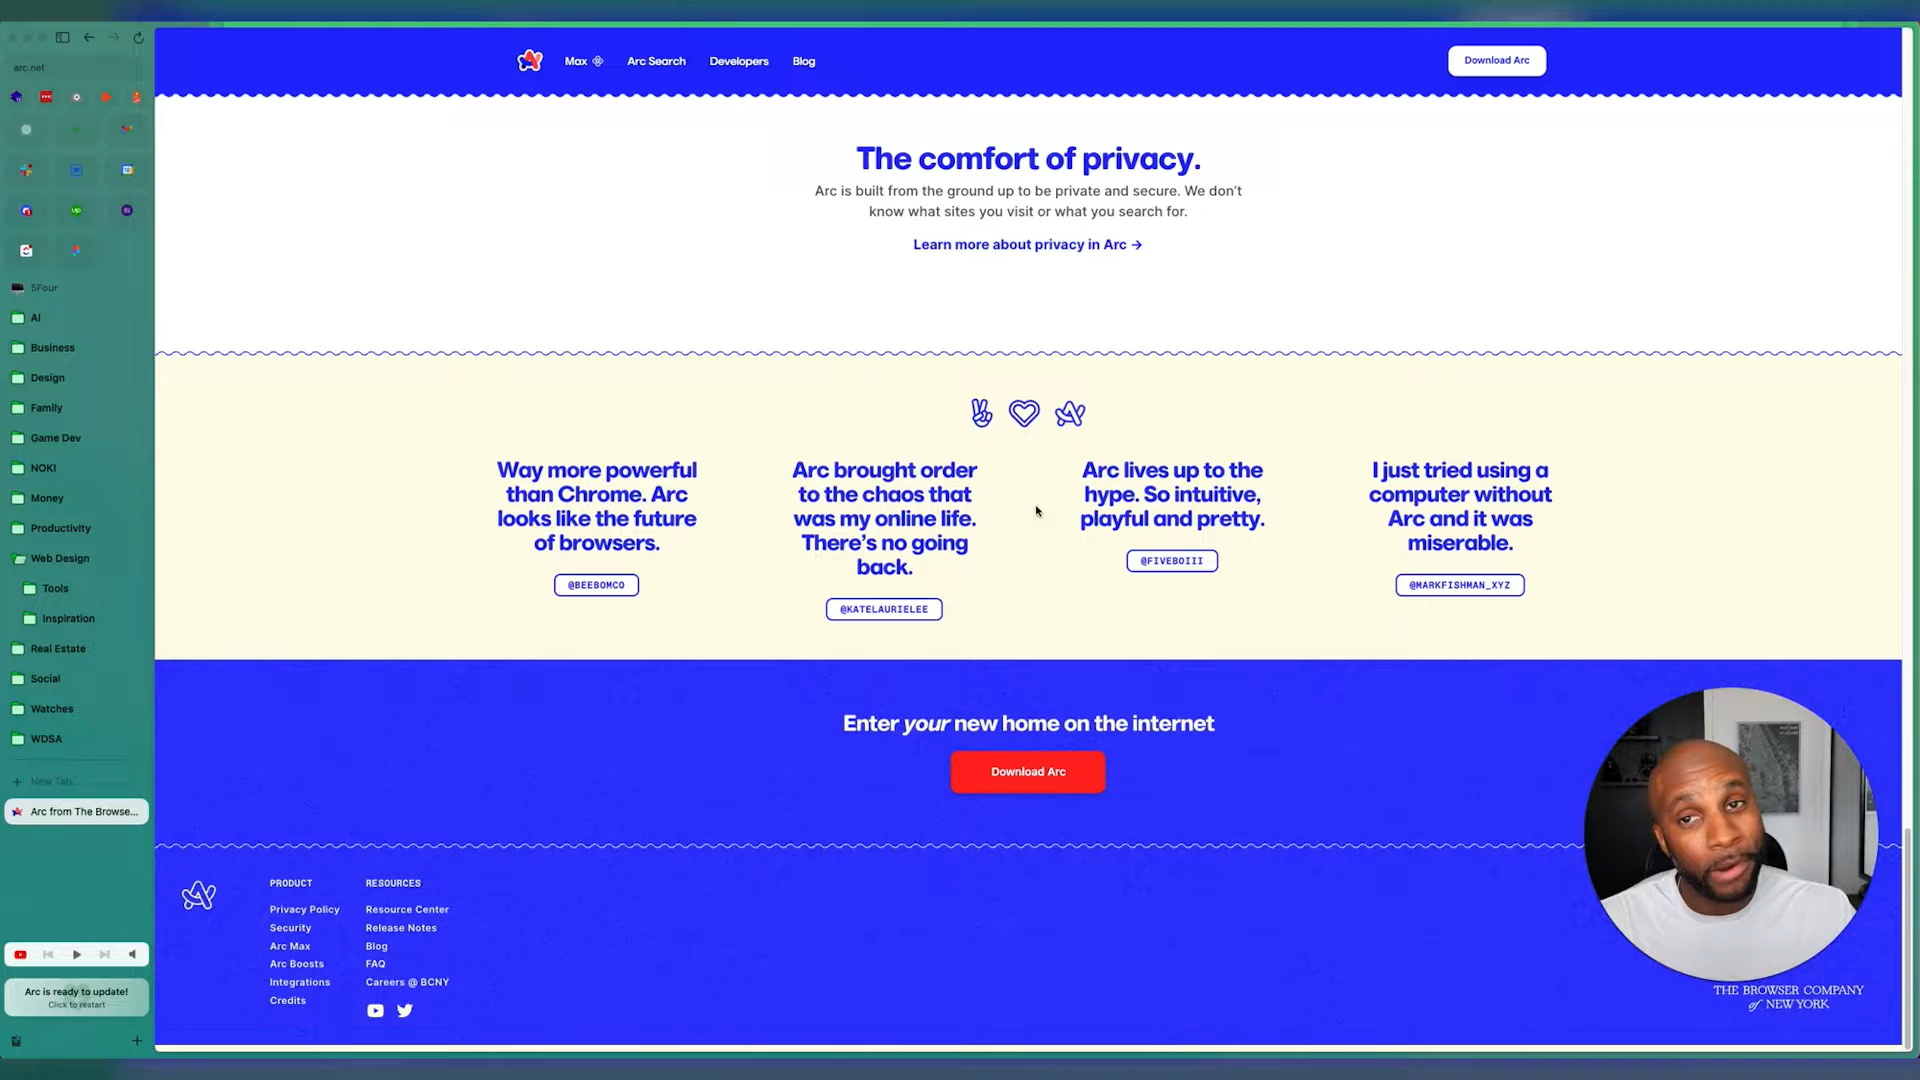 arc.net
5Four
AI
Business
Design
Family
Game Dev
NOKI
Money
Productivity
Web Design
Tools
Inspiration
Real Estate
Social
Watches
WDSA
New Tab
Arc from The Browse...
Arc is ready to update!
Click to restart
Max
Arc Search
Developers
Blog
Download Arc
The comfort of privacy.
Arc is built from the ground up to be private and secure. We don't
know what sites you visit or what you search for.
Learn more about privacy in Arc →
Way more powerful
than Chrome. Arc
looks like the future
of browsers.
@BEEBOMCO
Arc brought order
to the chaos that
was my online life.
There's no going
back.
@KATELAURIELEE
Arc lives up to the
hype. So intuitive,
playful and pretty.
@FIVEBOIII
I just tried using a
computer without
Arc and it was
miserable.
@MARKFISHMAN_XYZ
Enter your new home on the internet
Download Arc
PRODUCT
Privacy Policy
Security
Arc Max
Arc Boosts
Integrations
Credits
RESOURCES
Resource Center
Release Notes
Blog
FAQ
Careers @ BCNY
THE BROWSER COMPANY
of NEW YORK